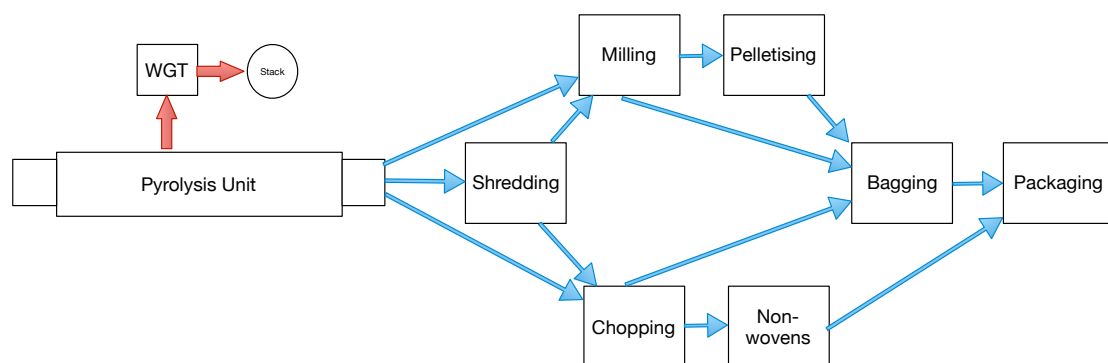 Milling
Pelletising
WGT
Stack
Pyrolysis Unit
Shredding
Bagging
Packaging
Chopping
Non-
wovens